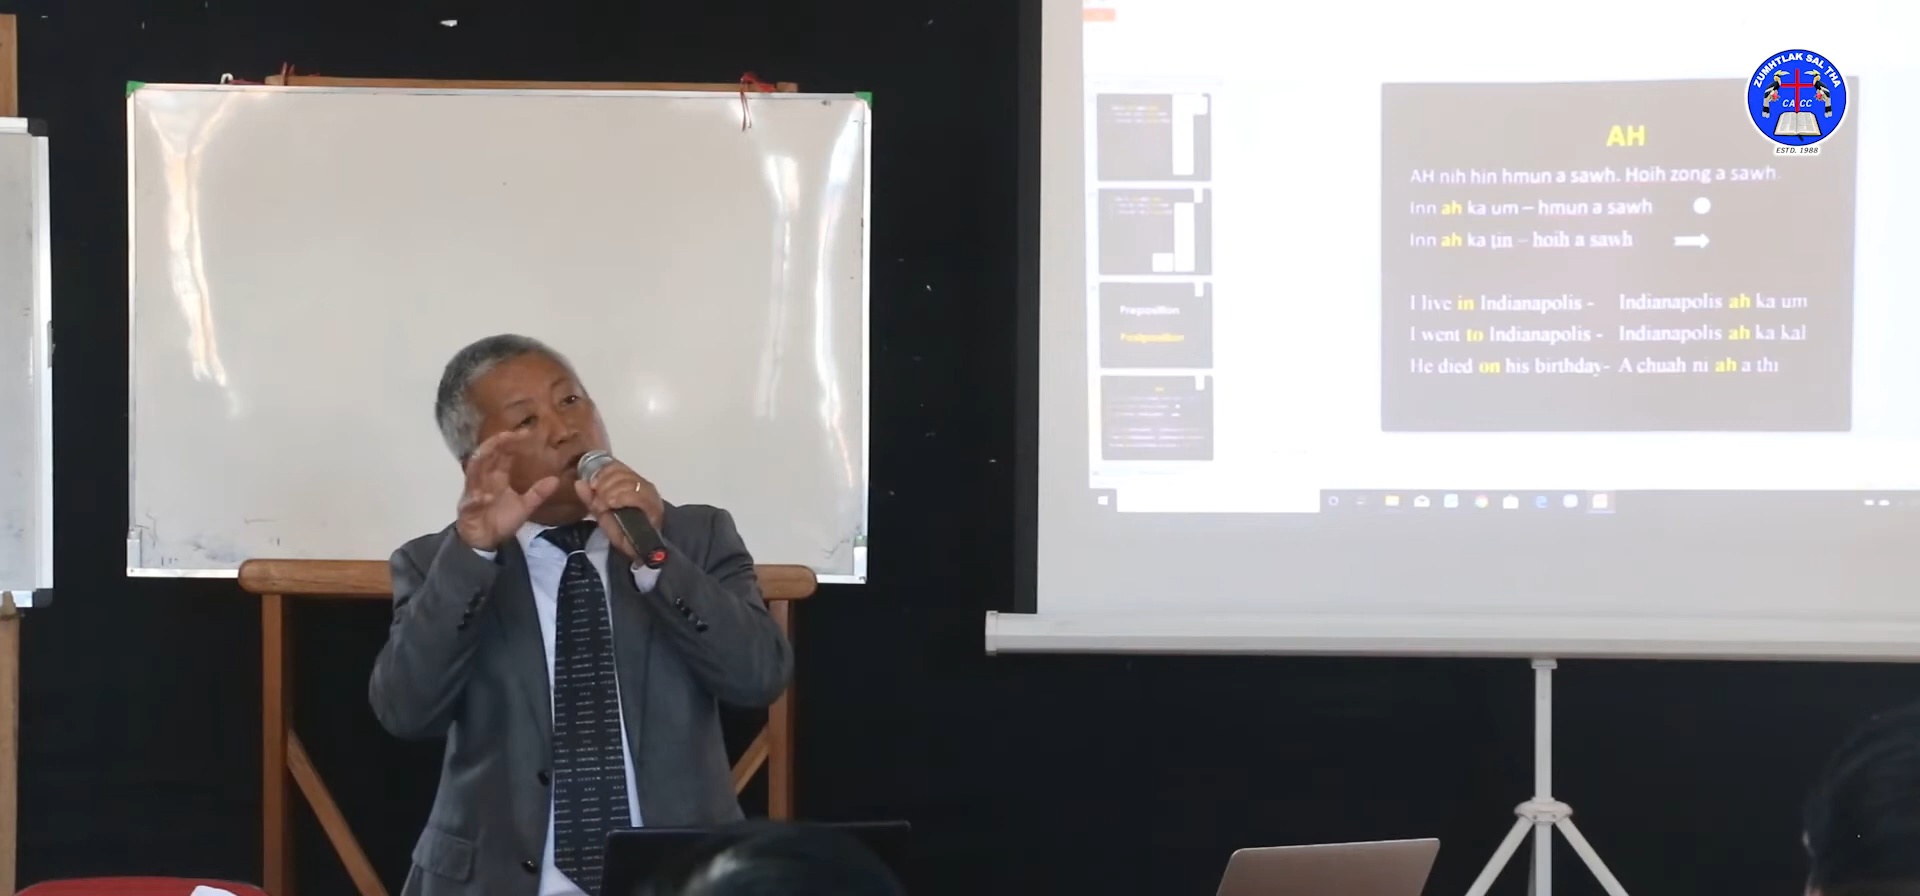 ZUMHTLAK SAL THA
CACC
ESTD. 1988
AH
AH nih hin hmun a sawh. Hoih zong a sawh.
Inn ah ka um – hmun a sawh
Inn ah ka ṭin – hoih a sawh
I live in Indianapolis - Indianapolis ah ka um
I went to Indianapolis - Indianapolis ah ka kal
He died on his birthday- A chuah ni ah a thi
Preposition
Postposition